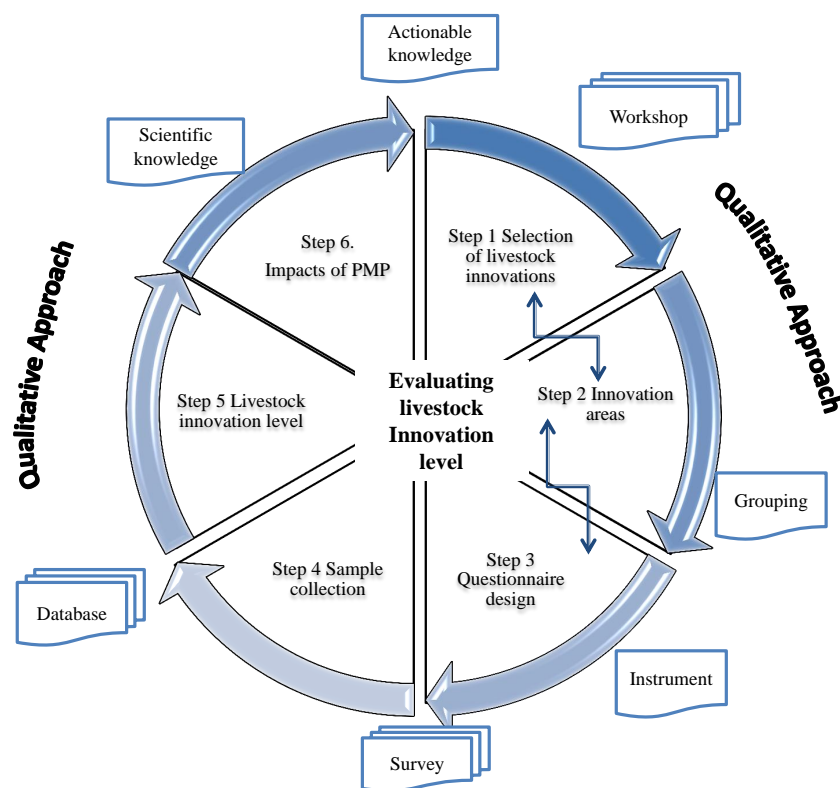 Actionable
knowledge
Workshop
Scientific
knowledge
Qualitative Approach
Qualitative Approach
Step 6.
Impacts of PMP
Step 1 Selection
of livestock
innovations
Step 5 Livestock
innovation level
Evaluating
livestock
Innovation
level
Step 2 Innovation
areas
Grouping
Step 4 Sample
collection
Step 3
Questionnaire
design
Database
Instrument
Survey